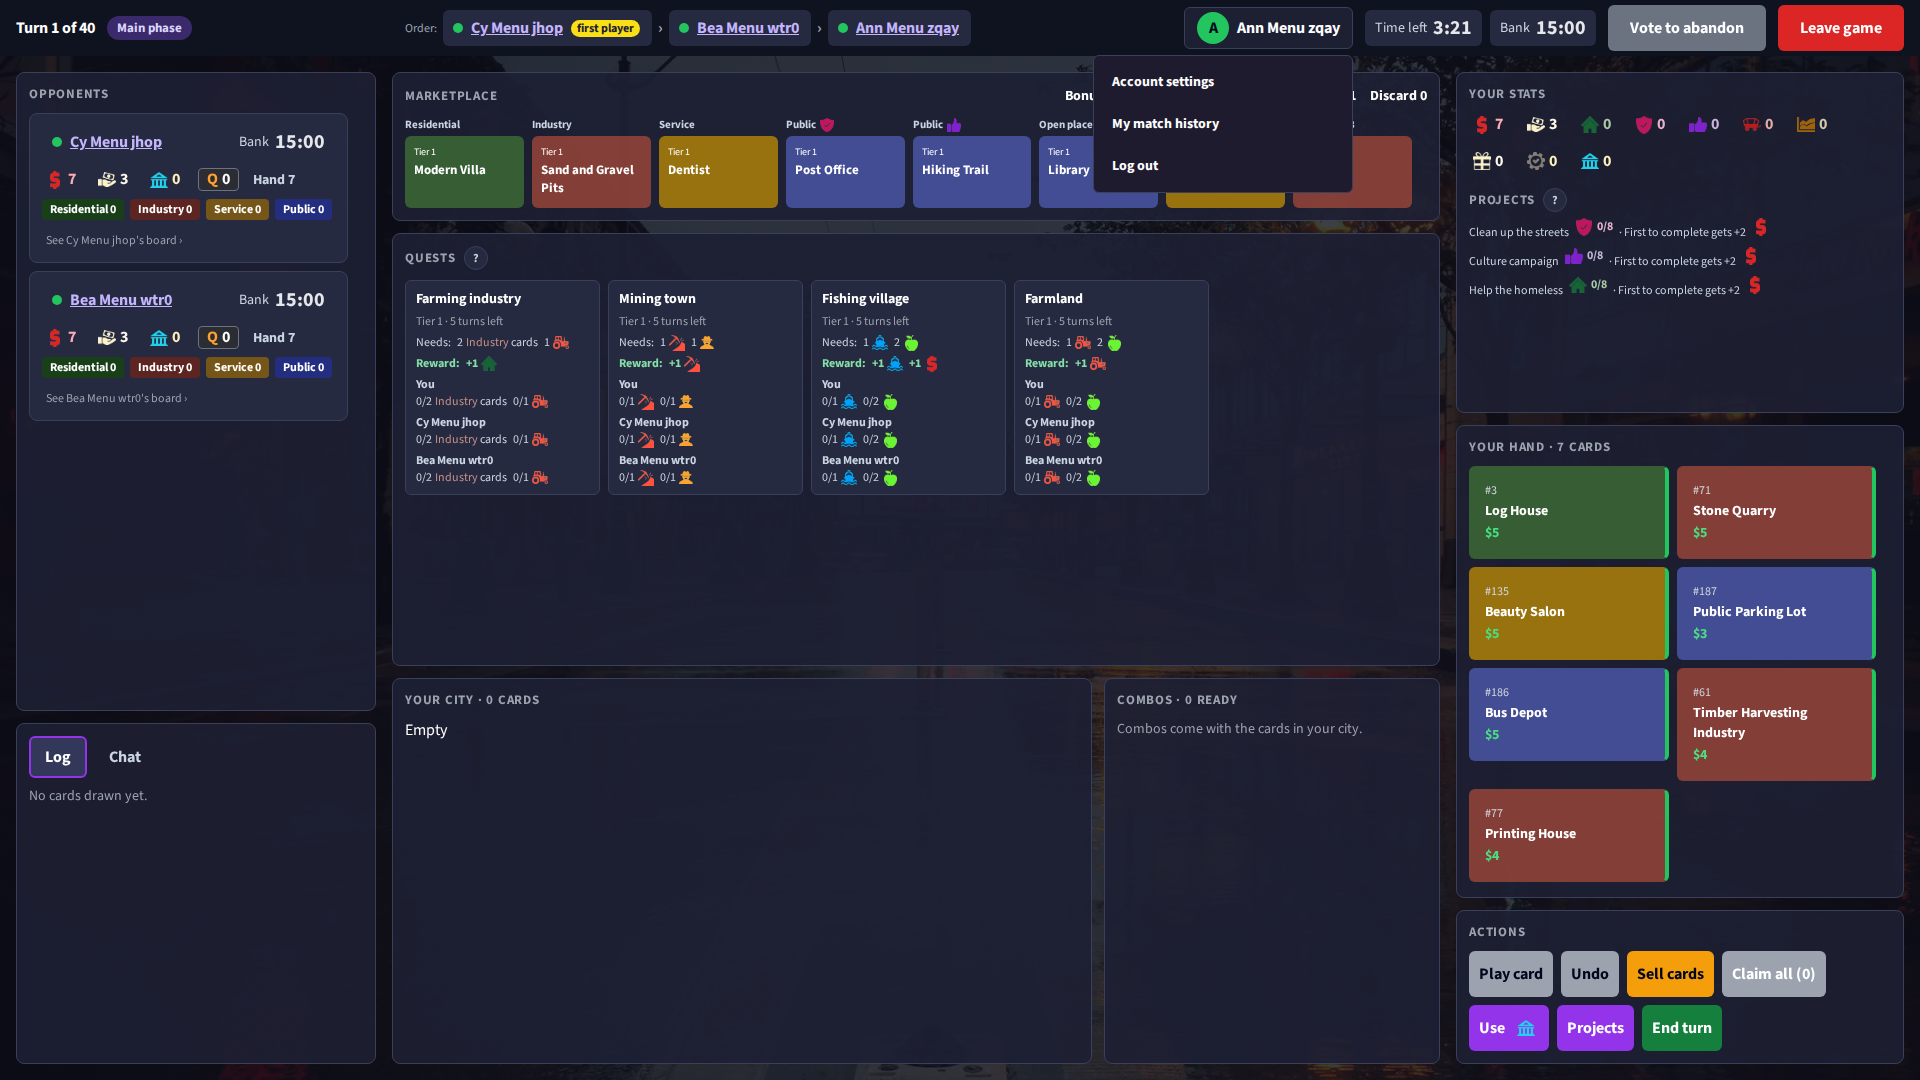 Turn 1 of 40
Main phase
Order:
Cy Menu jhop first player › Bea Menu wtr0 › Ann Menu zqay
A Ann Menu zqay
Time left 3:21
Bank 15:00
Vote to abandon
Leave game
Account settings
My match history
Log out
OPPONENTS
Cy Menu jhop Bank 15:00
7 3 0 Q 0 Hand 7
Residential 0 Industry 0 Service 0 Public 0
See Cy Menu jhop's board ›
Bea Menu wtr0 Bank 15:00
7 3 0 Q 0 Hand 7
Residential 0 Industry 0 Service 0 Public 0
See Bea Menu wtr0's board ›
Log Chat
No cards drawn yet.
MARKETPLACE
Discard 0
Residential Industry Service Public Public
Tier 1
Modern Villa
Tier 1
Sand and Gravel
Pits
Tier 1
Dentist
Tier 1
Post Office
Tier 1
Hiking Trail
Open place
Tier 1
Library
QUESTS ?
Farming industry
Tier 1 · 5 turns left
Needs: 2 Industry cards 1
Reward: +1
You
0/2 Industry cards 0/1
Cy Menu jhop
0/2 Industry cards 0/1
Bea Menu wtr0
0/2 Industry cards 0/1
Mining town
Tier 1 · 5 turns left
Needs: 1 1
Reward: +1
You
0/1 0/1
Cy Menu jhop
0/1 0/1
Bea Menu wtr0
0/1 0/1
Fishing village
Tier 1 · 5 turns left
Needs: 1 2
Reward: +1 +1
You
0/1 0/2
Cy Menu jhop
0/1 0/2
Bea Menu wtr0
0/1 0/2
Farmland
Tier 1 · 5 turns left
Needs: 1 2
Reward: +1
You
0/1 0/2
Cy Menu jhop
0/1 0/2
Bea Menu wtr0
0/1 0/2
YOUR CITY · 0 CARDS
Empty
COMBOS · 0 READY
Combos come with the cards in your city.
YOUR STATS
7 3 0 0 0 0 0
0 0 0
PROJECTS ?
Clean up the streets 0/8 · First to complete gets +2
Culture campaign 0/8 · First to complete gets +2
Help the homeless 0/8 · First to complete gets +2
YOUR HAND · 7 CARDS
#3
Log House
$5
#71
Stone Quarry
$5
#135
Beauty Salon
$5
#187
Public Parking Lot
$3
#186
Bus Depot
$5
#61
Timber Harvesting
Industry
$4
#77
Printing House
$4
ACTIONS
Play card Undo Sell cards Claim all (0)
Use Projects End turn